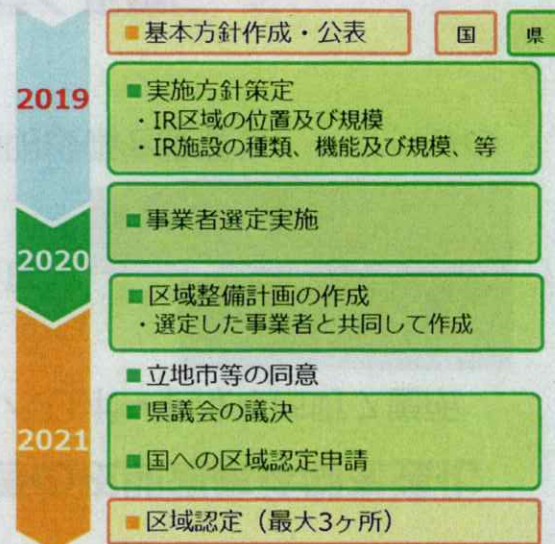 ■基本方針作成・公表
国
県
2019
■実施方針策定
・IR区域の位置及び規模
・IR施設の種類、機能及び規模、等
■事業者選定実施
2020
■区域整備計画の作成
・選定した事業者と共同して作成
■立地市等の同意
■県議会の議決
2021
■国への区域認定申請
■区域認定（最大3ヶ所）